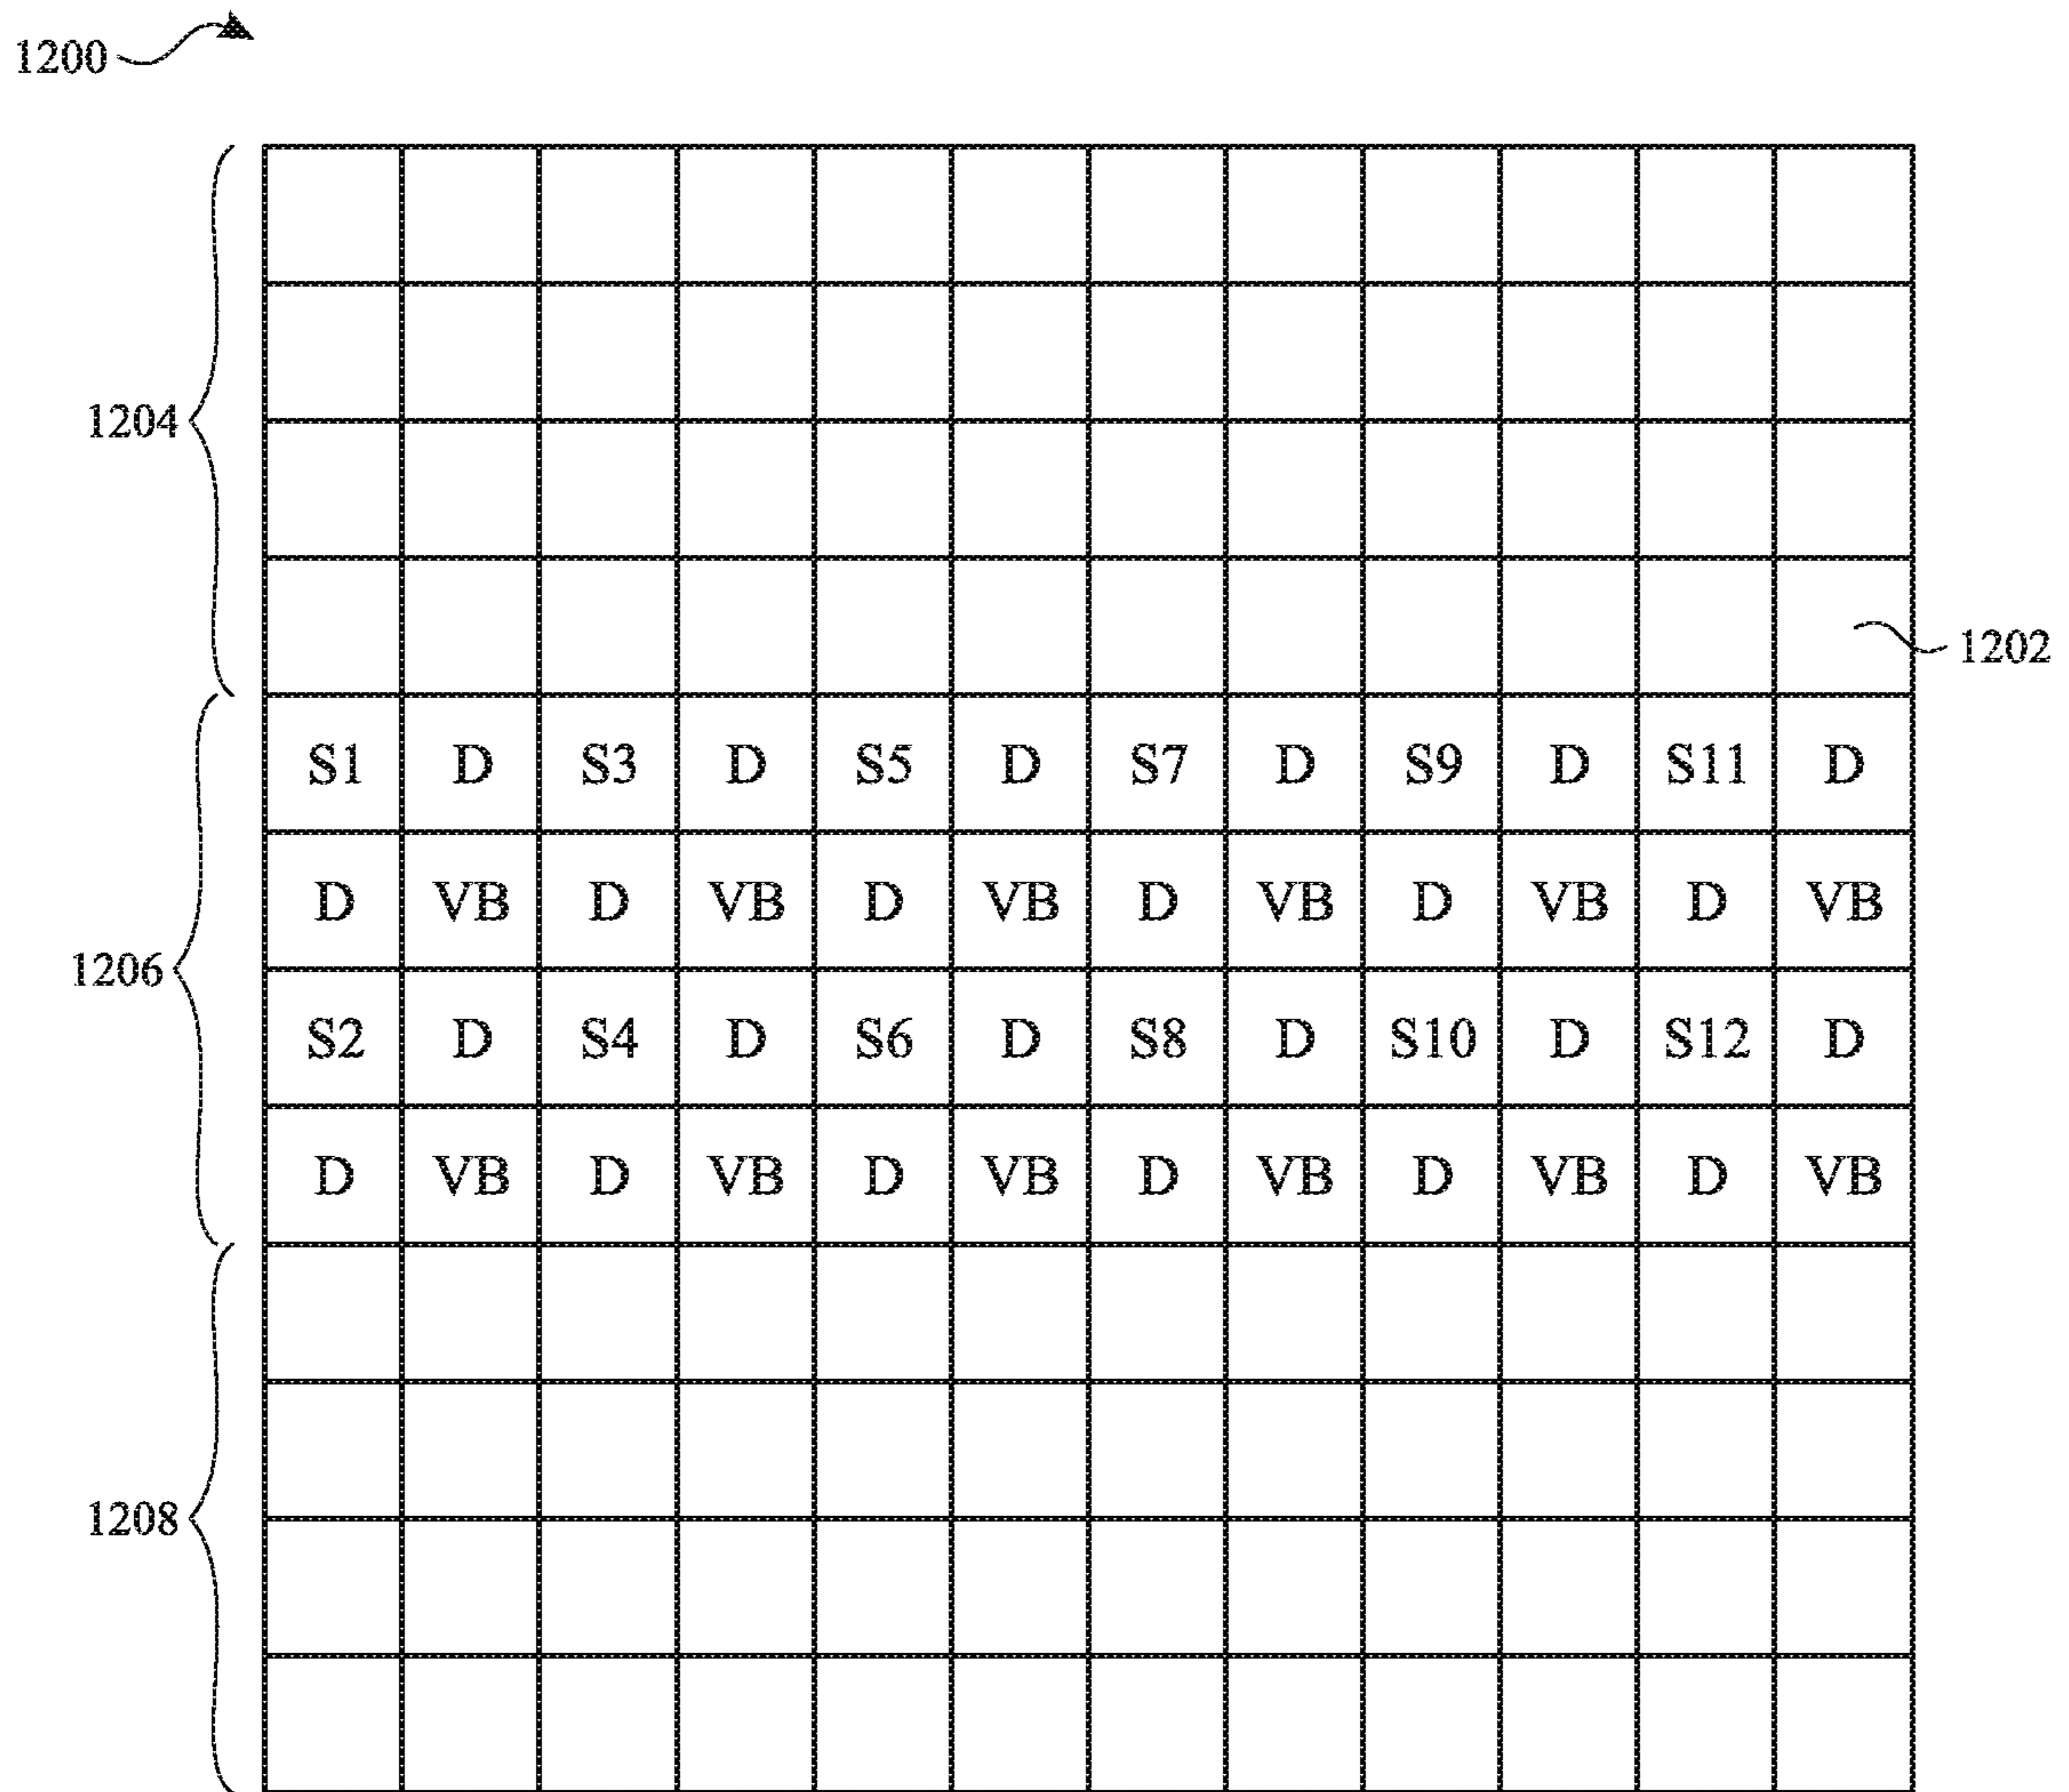 1200
1204
1202
S1 D S3 D S5 D S7 D S9 D S11 D
D VB D VB D VB D VB D VB D VB
1206
S2 D S4 D S6 D S8 D S10 D S12 D
D VB D VB D VB D VB D VB D VB
1208